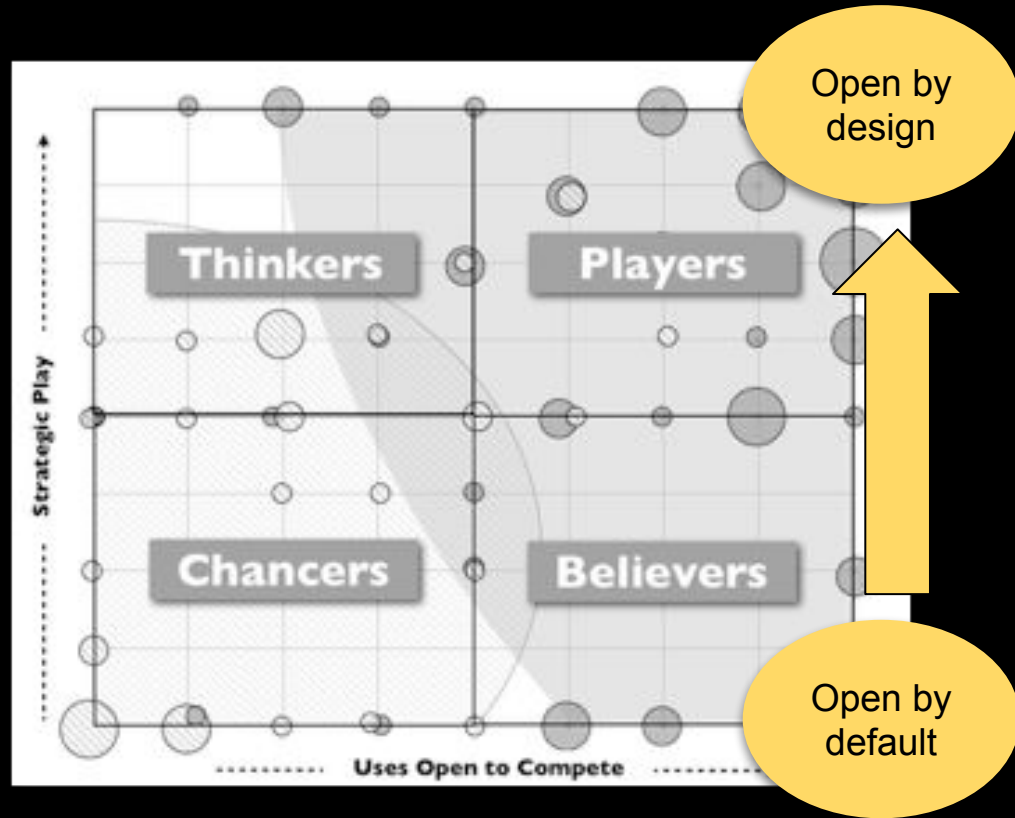 Open by
design
Thinkers
Players
Strategic Play
Chancers
Believers
Open by
default
Uses Open to Compete